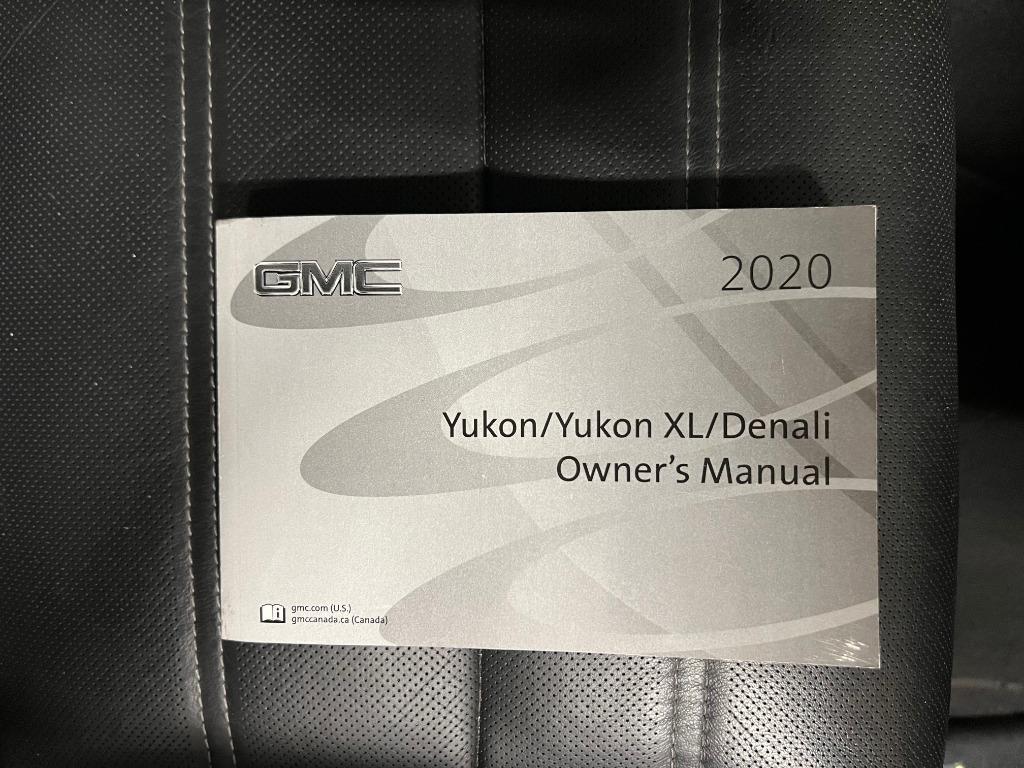 GMC
2020
Yukon/Yukon XL/Denali
Owner's Manual
gmc.com (U.S.)
gmccanada.ca (Canada)